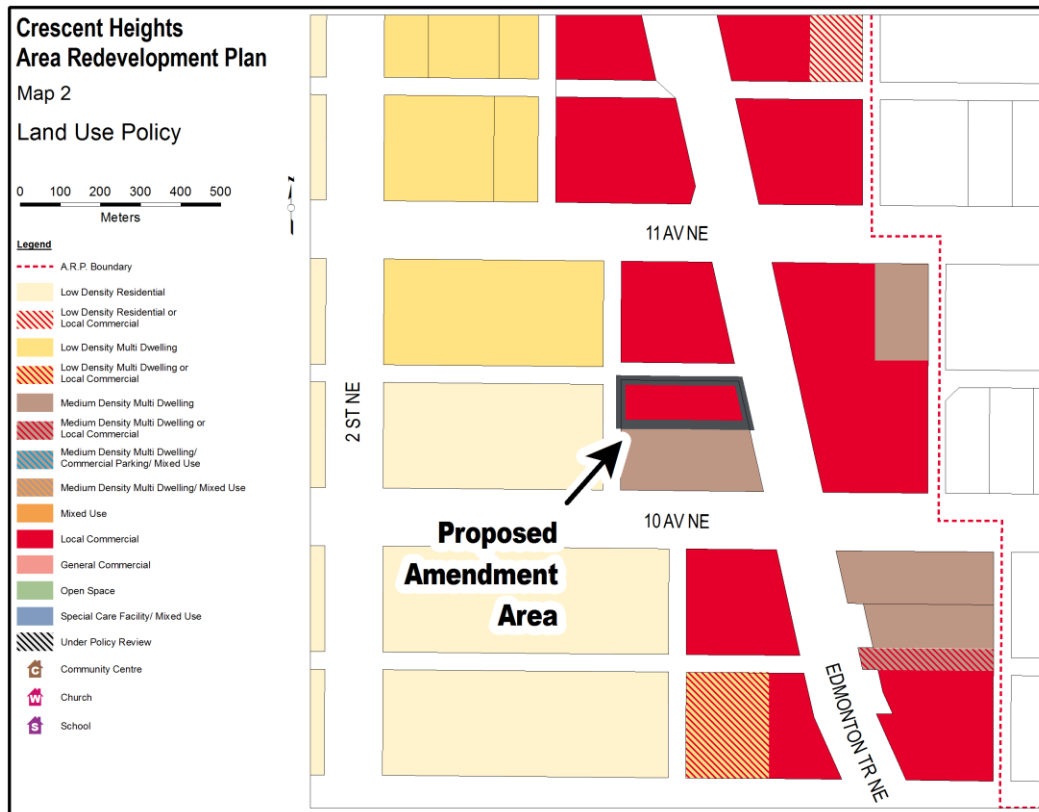 Crescent Heights
Area Redevelopment Plan
Map 2
Land Use Policy
0 100 200 300 400 500
Meters
Legend
A.R.P. Boundary
Low Density Residential
Low Density Residential or
Local Commercial
Low Density Multi Dwelling
Low Density Multi Dwelling or
Local Commercial
Medium Density Multi Dwelling
Medium Density Multi Dwelling or
Local Commercial
Medium Density Multi Dwelling/
Commercial Parking/ Mixed Use
Medium Density Multi Dwelling/ Mixed Use
Mixed Use
Local Commercial
General Commercial
Open Space
Special Care Facility/ Mixed Use
Under Policy Review
C Community Centre
W Church
S School
11 AV NE
2 ST NE
10 AV NE
Proposed
Amendment
Area
EDMONTON TR NE